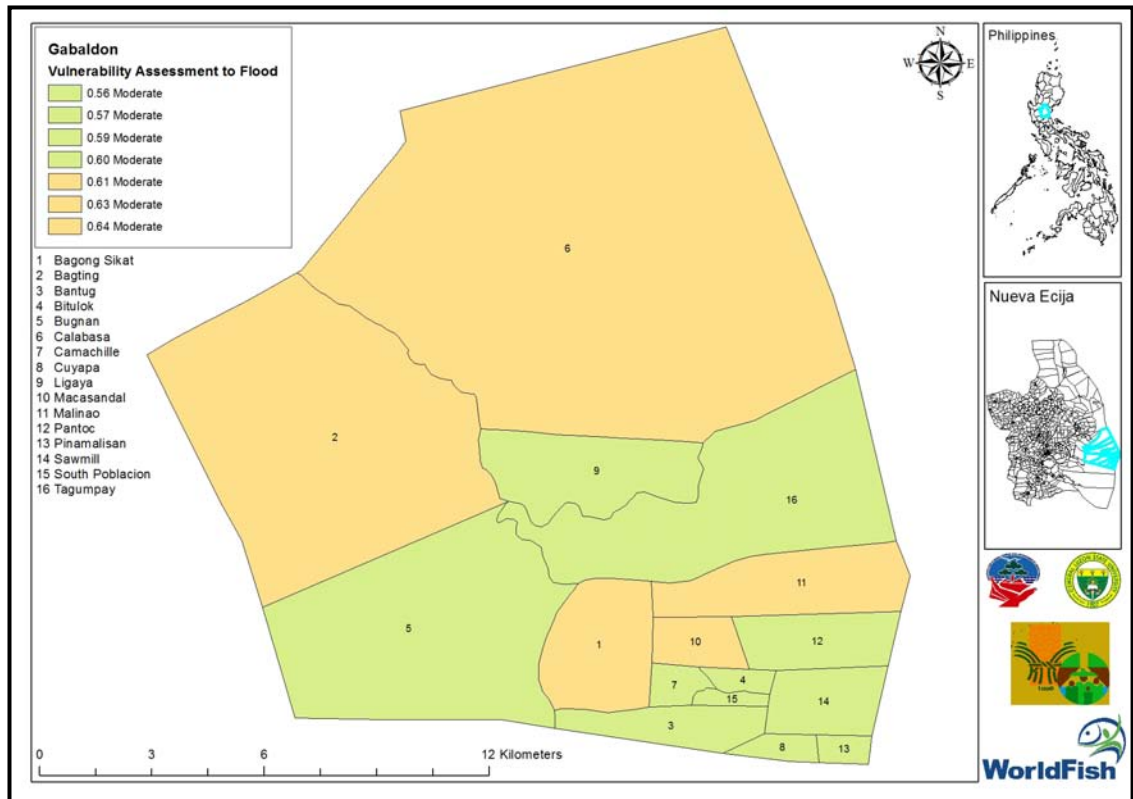 Gabaldon
Vulnerability Assessment to Flood
0.56 Moderate
0.57 Moderate
0.59 Moderate
0.60 Moderate
0.61 Moderate
0.63 Moderate
0.64 Moderate
1 Bagong Sikat
2 Bagting
3 Bantug
4 Bitulok
5 Bugnan
6 Calabasa
7 Camachille
8 Cuyapa
9 Ligaya
10 Macasandal
11 Malinao
12 Pantoc
13 Pinamalisan
14 Sawmill
15 South Poblacion
16 Tagumpay
N
W E
S
6
2
9
16
11
5
1
10
12
7
4
15
14
3
8
13
0 3 6 12 Kilometers
Philippines
Nueva Ecija
WorldFish